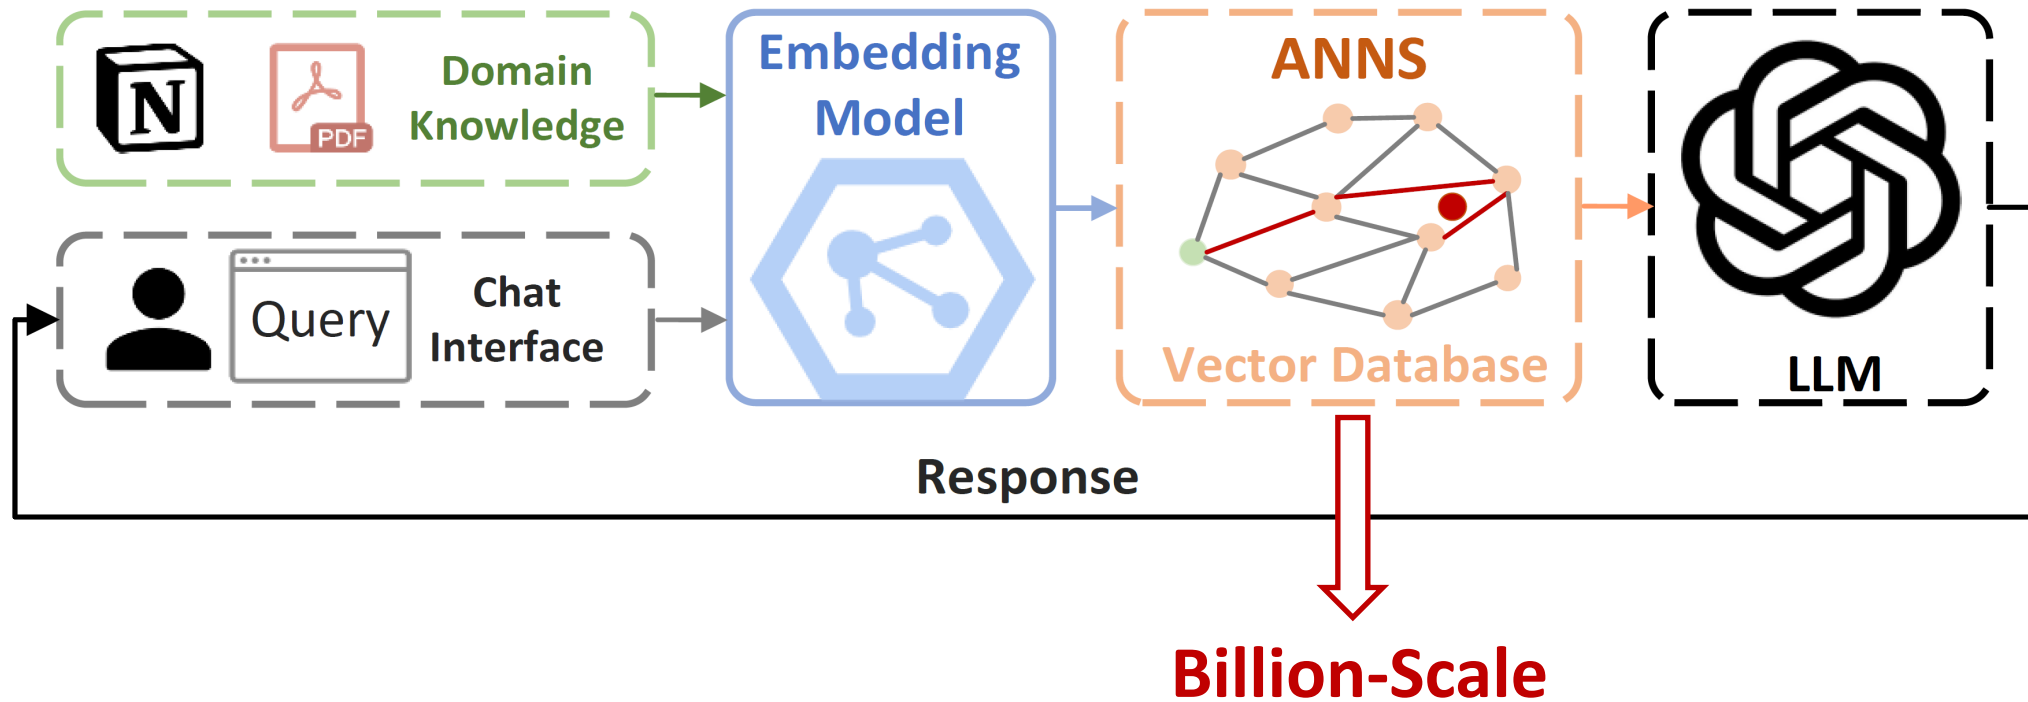 N
PDF
Domain
Knowledge
Query
Chat
Interface
Embedding
Model
ANNS
Vector Database
LLM
Response
Billion-Scale